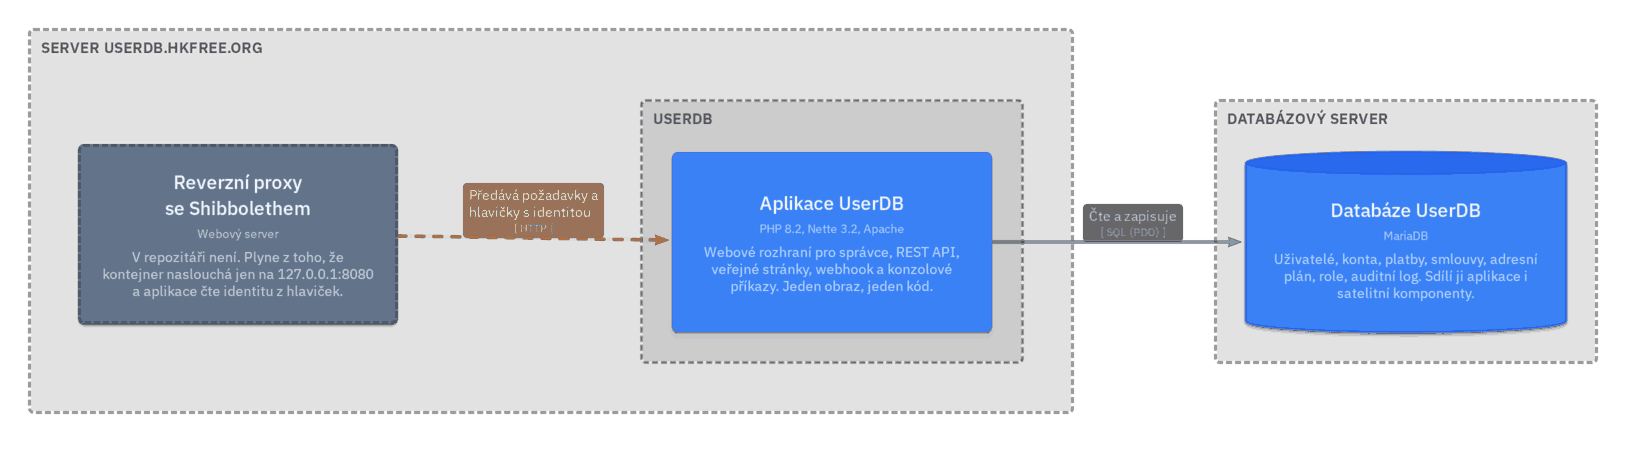 SERVER USERDB.HKFREE.ORG
Reverzní proxy
se Shibbolethem
Webový server
V repozitáři není. Plyne z toho, že
kontejner naslouchá jen na 127.0.0.1:8080
a aplikace čte identitu z hlaviček.
Předává požadavky a
hlavičky s identitou
[ HTTP ]
USERDB
Aplikace UserDB
PHP 8.2, Nette 3.2, Apache
Webové rozhraní pro správce, REST API,
veřejné stránky, webhook a konzolové
příkazy. Jeden obraz, jeden kód.
Čte a zapisuje
[ SQL (PDO) ]
DATABÁZOVÝ SERVER
Databáze UserDB
MariaDB
Uživatelé, konta, platby, smlouvy, adresní
plán, role, auditní log. Sdílí ji aplikace i
satelitní komponenty.